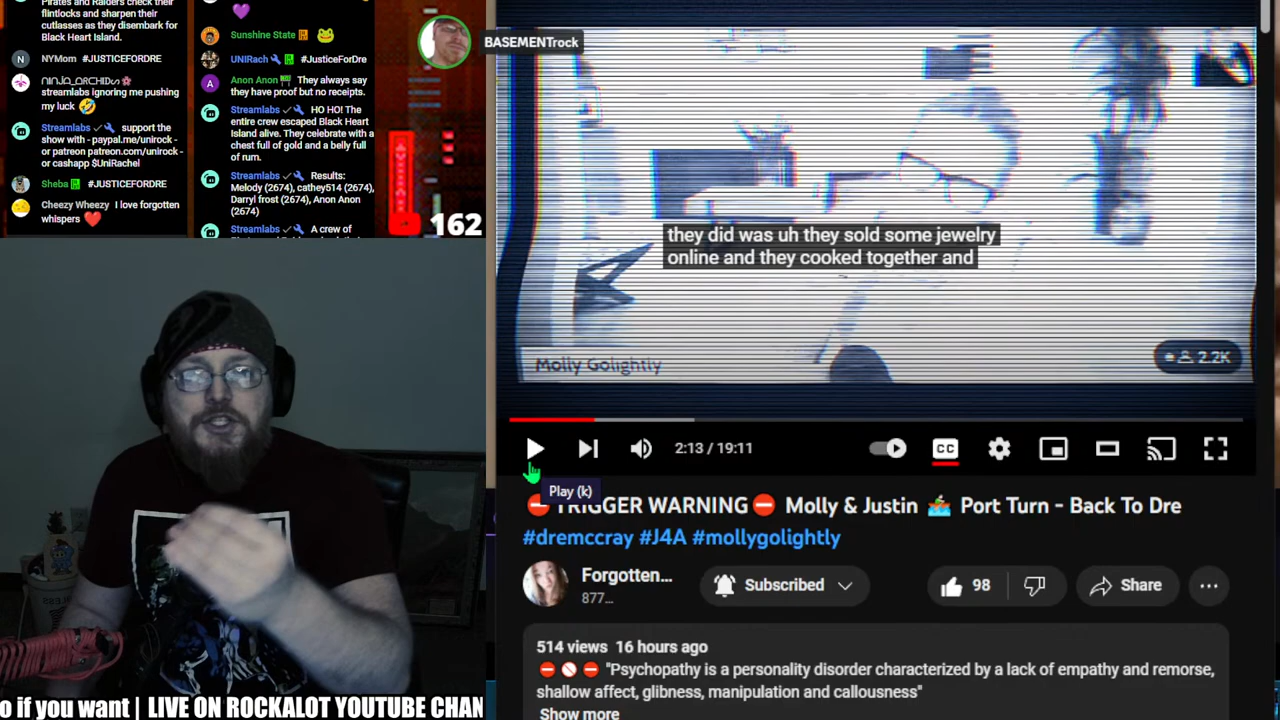 Pirates and Raiders check their
flintlocks and sharpen their
cutlasses as they disembark for
Black Heart Island.
NYMom #JUSTICEFORDRE
streamlabs ignoring me pushing
my luck 🤣
Streamlabs support the
show with - paypal.me/unirock -
or patreon patreon.com/unirock -
or cashapp $UniRachel
Sheba #JUSTICEFORDRE
Cheezy Wheezy I love forgotten
whispers ❤️
💜
Sunshine State 🐸
UNIRach #JusticeForDre
Anon Anon They always say
they have proof but no receipts.
Streamlabs HO HO! The
entire crew escaped Black Heart
Island alive. They celebrate with a
chest full of gold and a belly full
of rum.
Streamlabs Results:
Melody (2674), cathey514 (2674),
Darryl frost (2674), Anon Anon
(2674)
Streamlabs A crew of
162
BASEMENTrock
they did was uh they sold some jewelry
online and they cooked together and
Molly Golightly
2.2K
2:13 / 19:11
CC
Play (k)
⛔ TRIGGER WARNING ⛔ Molly & Justin 🚣 Port Turn - Back To Dre
#dremccray #J4A #mollygolightly
Forgotten...
877...
Subscribed
98
Share
514 views 16 hours ago
⛔ 🚫 ⛔ "Psychopathy is a personality disorder characterized by a lack of empathy and remorse,
shallow affect, glibness, manipulation and callousness"
Show more
o if you want | LIVE ON ROCKALOT YOUTUBE CHAN